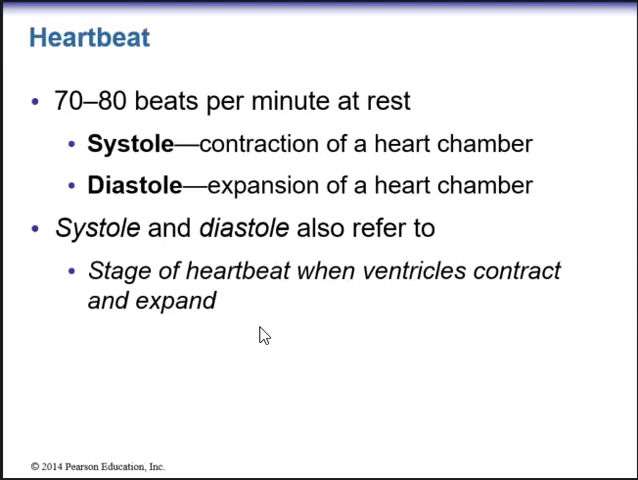 Heartbeat
• 70–80 beats per minute at rest
• Systole—contraction of a heart chamber
• Diastole—expansion of a heart chamber
• Systole and diastole also refer to
• Stage of heartbeat when ventricles contract
and expand
© 2014 Pearson Education, Inc.